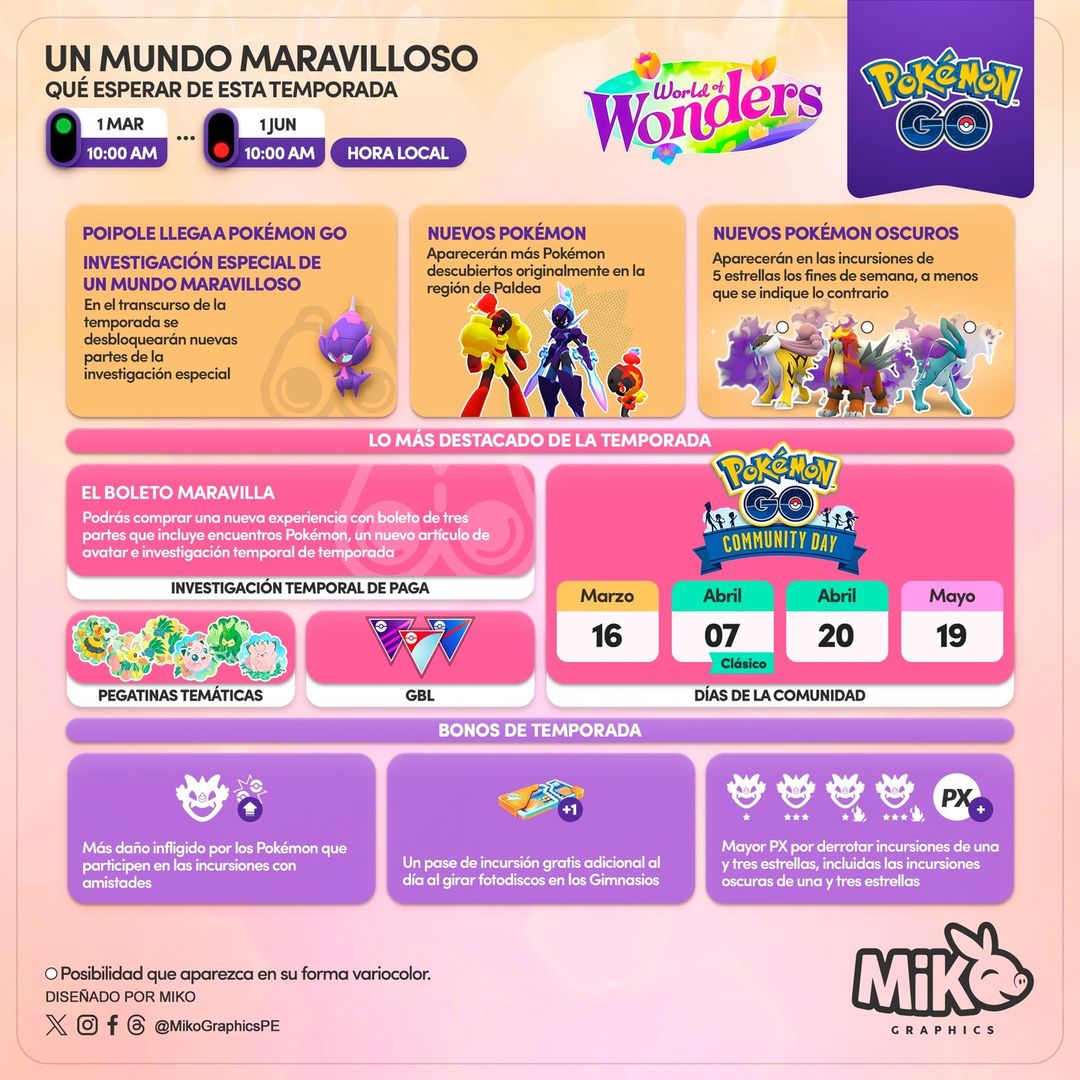 UN MUNDO MARAVILLOSO
QUÉ ESPERAR DE ESTA TEMPORADA
1 MAR
10:00 AM
...
1 JUN
10:00 AM
HORA LOCAL
World of
Wonders
POKÉMON
GO
POIPOLE LLEGA A POKÉMON GO
INVESTIGACIÓN ESPECIAL DE
UN MUNDO MARAVILLOSO
En el transcurso de la
temporada se
desbloquearán nuevas
partes de la
investigación especial
NUEVOS POKÉMON
Aparecerán más Pokémon
descubiertos originalmente en la
región de Paldea
NUEVOS POKÉMON OSCUROS
Aparecerán en las incursiones de
5 estrellas los fines de semana, a menos
que se indique lo contrario
LO MÁS DESTACADO DE LA TEMPORADA
EL BOLETO MARAVILLA
Podrás comprar una nueva experiencia con boleto de tres
partes que incluye encuentros Pokémon, un nuevo artículo de
avatar e investigación temporal de temporada
INVESTIGACIÓN TEMPORAL DE PAGA
PEGATINAS TEMÁTICAS
GBL
POKÉMON
GO
COMMUNITY DAY
Marzo
16
Abril
07
Clásico
Abril
20
Mayo
19
DÍAS DE LA COMUNIDAD
BONOS DE TEMPORADA
Más daño infligido por los Pokémon que
participen en las incursiones con
amistades
+1
Un pase de incursión gratis adicional al
día al girar fotodiscos en los Gimnasios
PX +
Mayor PX por derrotar incursiones de una
y tres estrellas, incluidas las incursiones
oscuras de una y tres estrellas
Posibilidad que aparezca en su forma variocolor.
DISEÑADO POR MIKO
@MikoGraphicsPE
MiKO
GRAPHICS